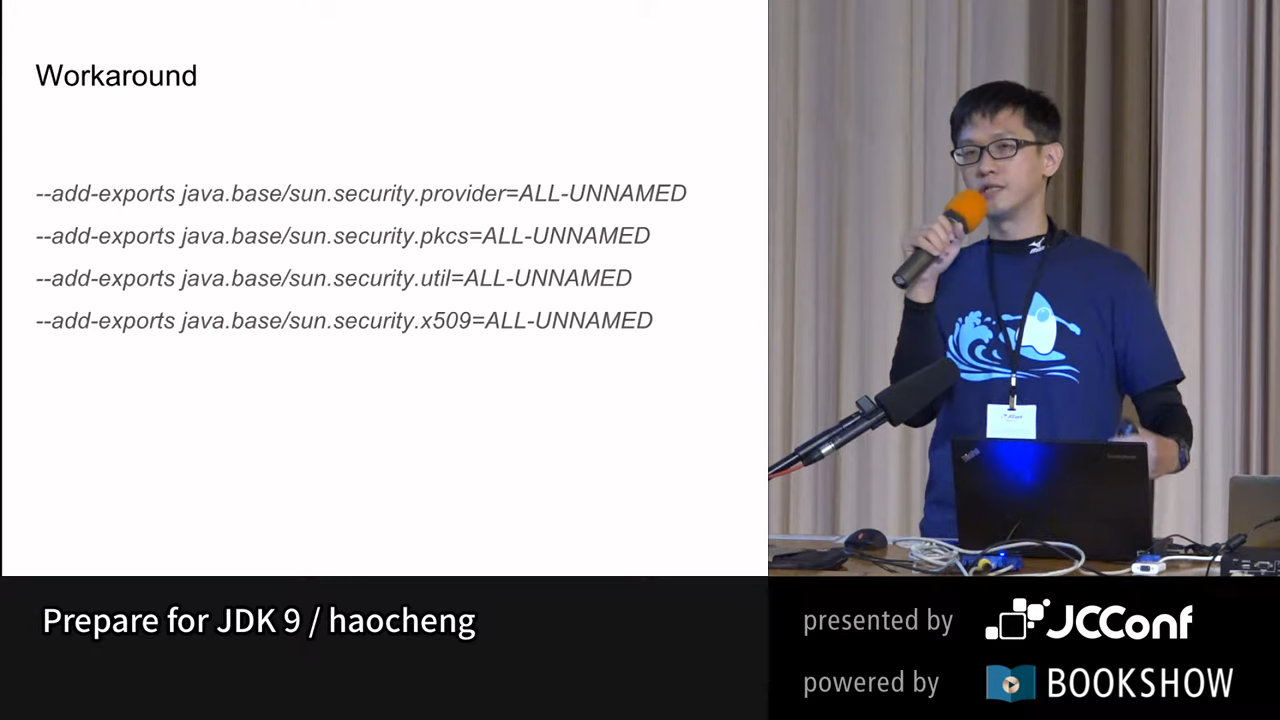 Workaround
--add-exports java.base/sun.security.provider=ALL-UNNAMED
--add-exports java.base/sun.security.pkcs=ALL-UNNAMED
--add-exports java.base/sun.security.util=ALL-UNNAMED
--add-exports java.base/sun.security.x509=ALL-UNNAMED
Prepare for JDK 9 / haocheng
presented by JCConf
powered by BOOKSHOW